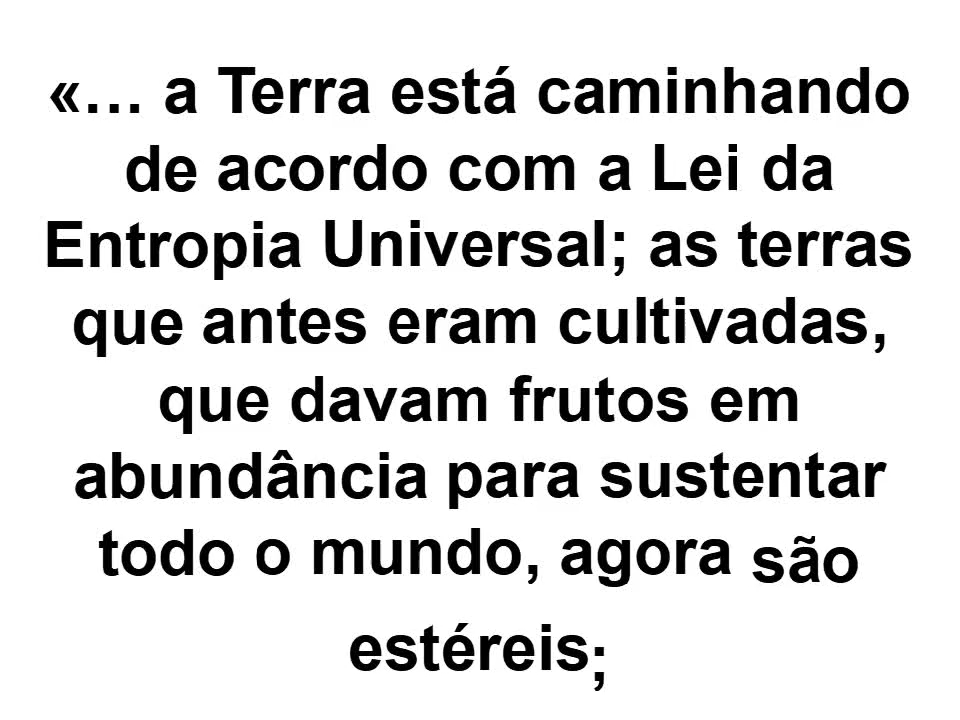 «… a Terra está caminhando
de acordo com a Lei da
Entropia Universal; as terras
que antes eram cultivadas,
que davam frutos em
abundância para sustentar
todo o mundo, agora são
estéreis;